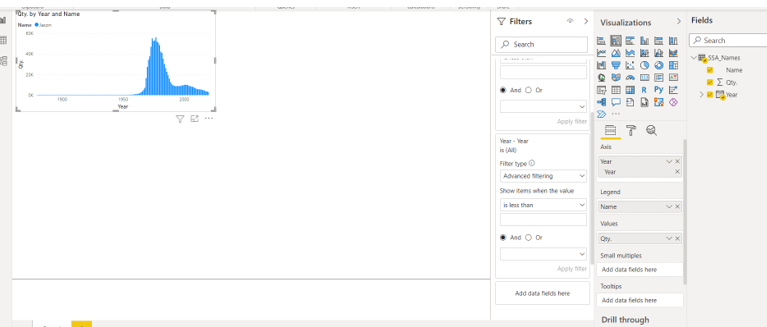 Qty. by Year and Name
Name Jason
60K
40K
20K
0K
Qty.
1900
1950
2000
Year
Filters
Search
And Or
Apply filter
Year - Year
is (All)
Filter type
Advanced filtering
Show items when the value
is less than
And Or
Apply filter
Add data fields here
Visualizations
R Py
Axis
Year
Year
Legend
Name
Values
Qty.
Small multiples
Add data fields here
Tooltips
Add data fields here
Drill through
Fields
Search
SSA_Names
Name
Qty.
Year